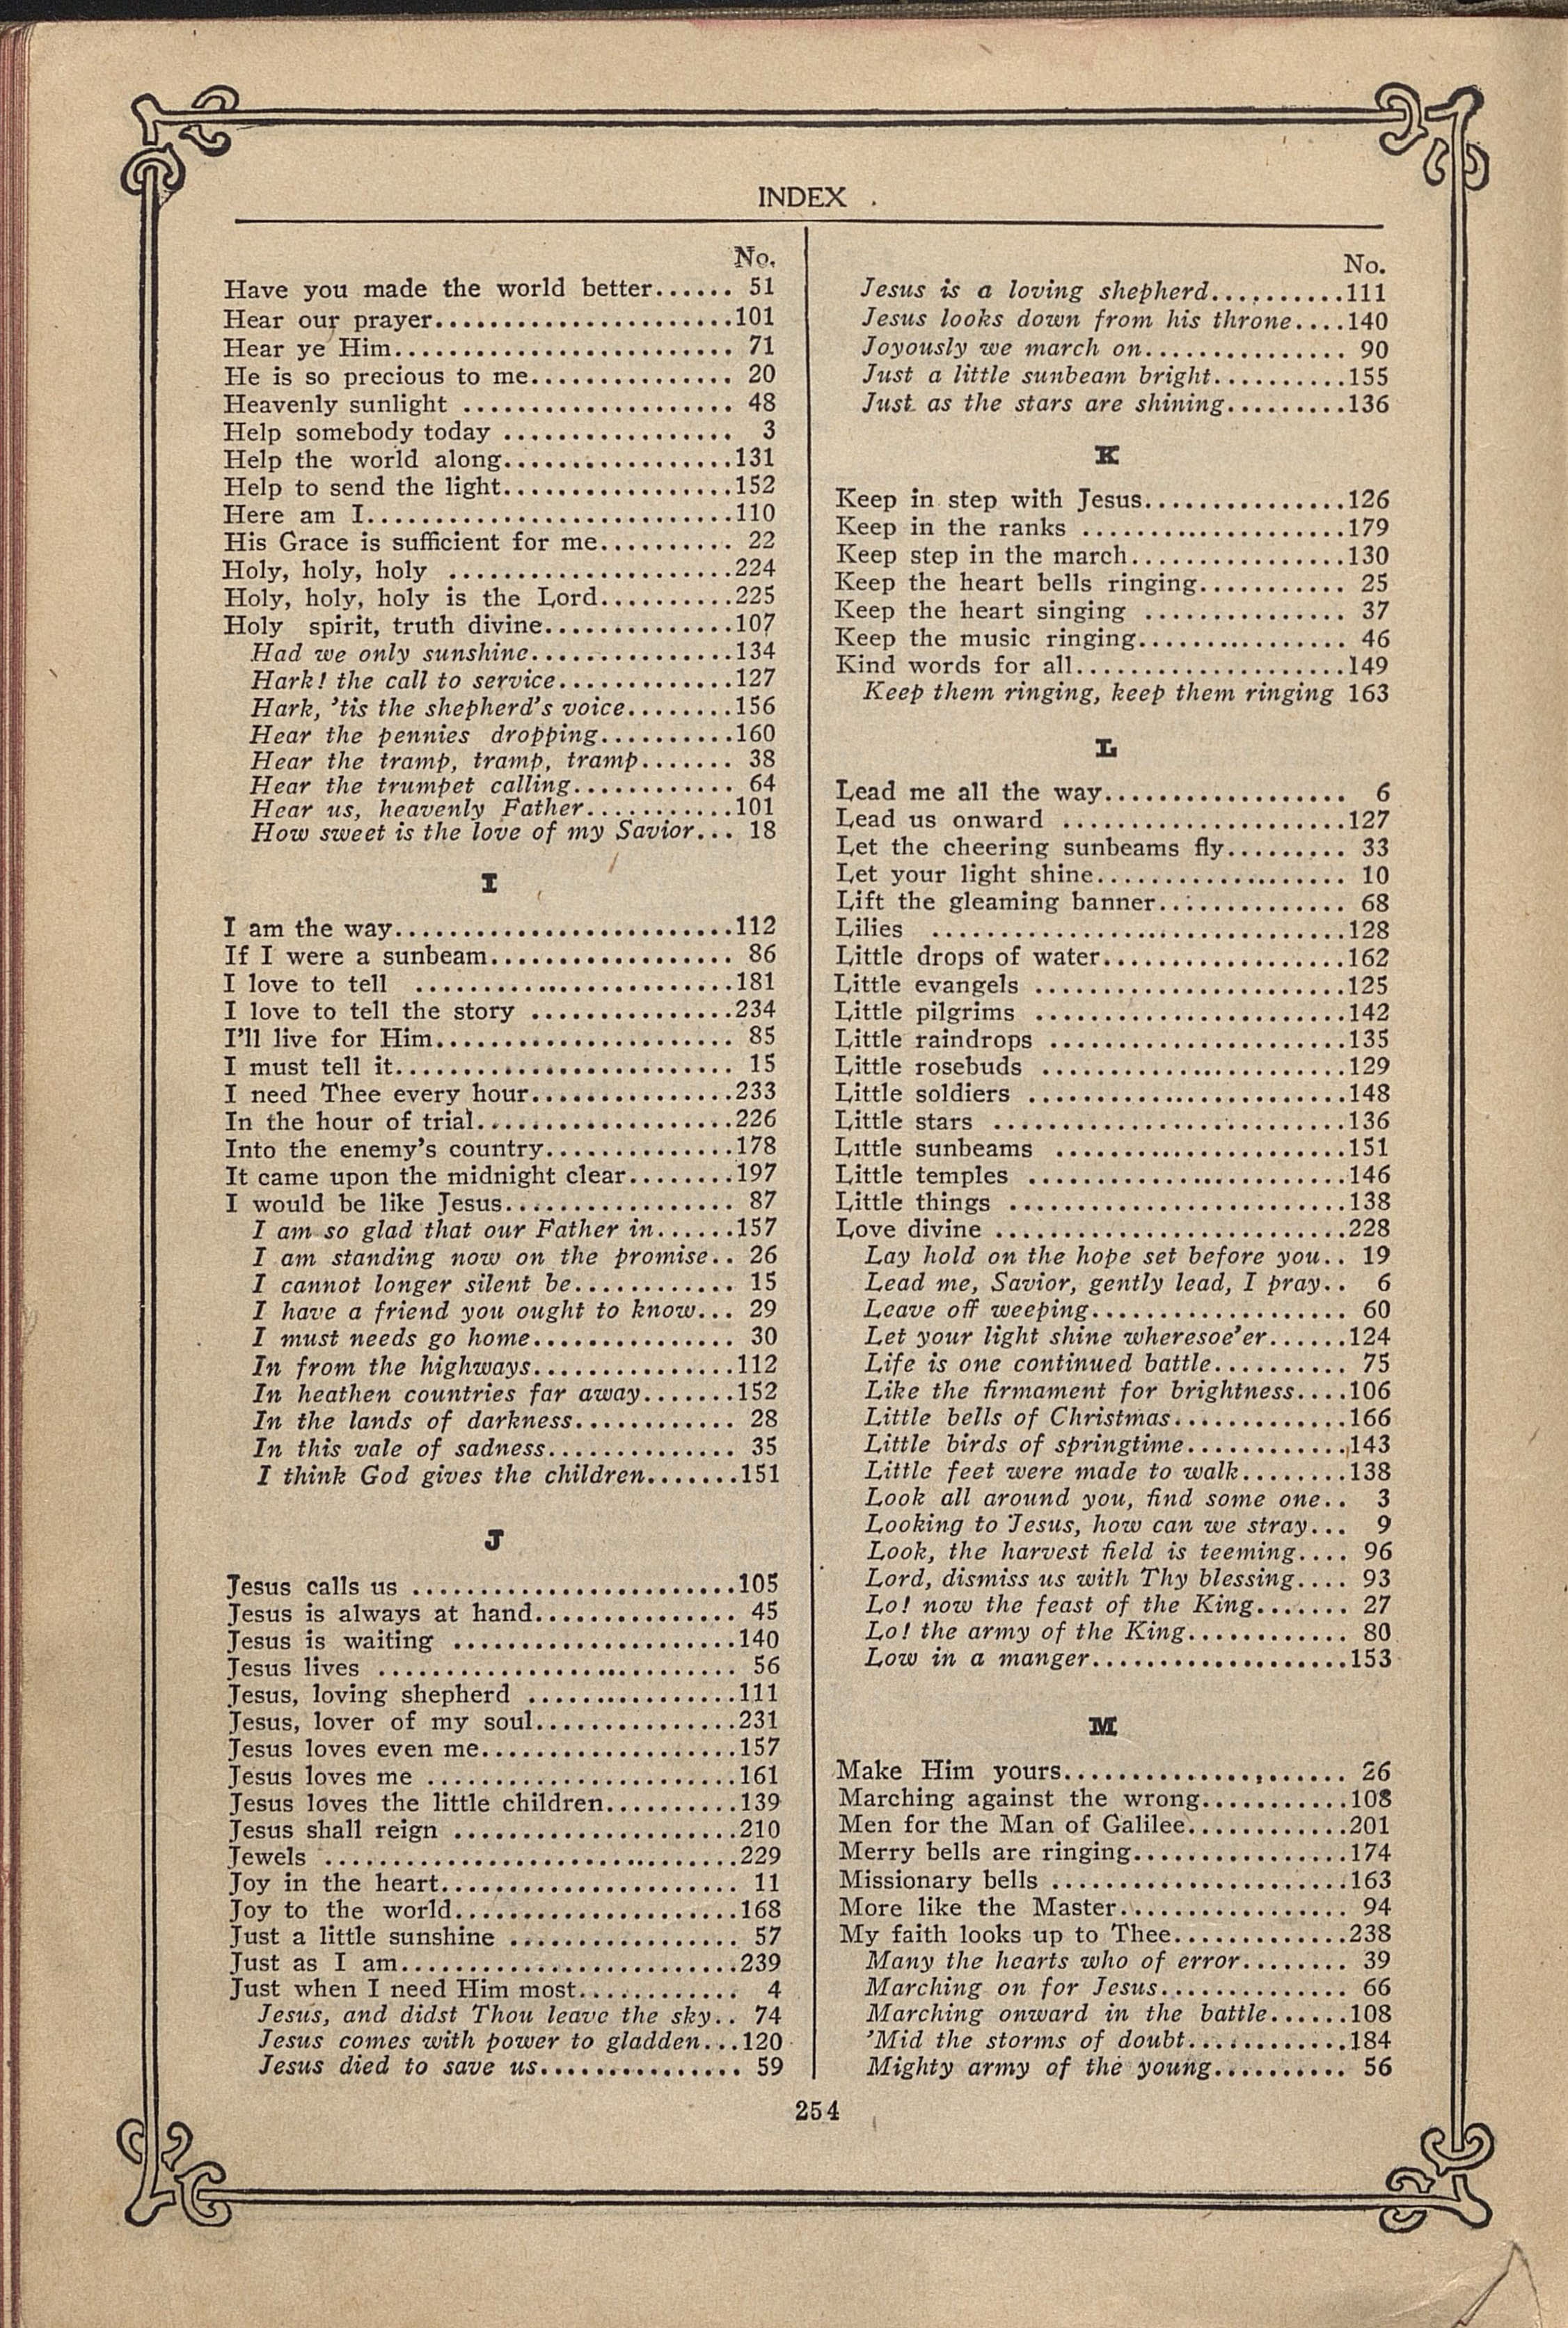 INDEX
No.
Have you made the world better...... 51
Hear our prayer......................101
Hear ye Him......................... 71
He is so precious to me............... 20
Heavenly sunlight .................... 48
Help somebody today ................. 3
Help the world along.................131
Help to send the light.................152
Here am I...........................110
His Grace is sufficient for me.......... 22
Holy, holy, holy .....................224
Holy, holy, holy is the Lord..........225
Holy spirit, truth divine..............107
Had we only sunshine...............134
Hark! the call to service.............127
Hark, 'tis the shepherd's voice........156
Hear the pennies dropping..........160
Hear the tramp, tramp, tramp....... 38
Hear the trumpet calling............ 64
Hear us, heavenly Father...........101
How sweet is the love of my Savior... 18
I
I am the way.........................112
If I were a sunbeam.................. 86
I love to tell ........................181
I love to tell the story ...............234
I'll live for Him...................... 85
I must tell it......................... 15
I need Thee every hour...............233
In the hour of trial...................226
Into the enemy's country..............178
It came upon the midnight clear........197
I would be like Jesus................. 87
I am so glad that our Father in......157
I am standing now on the promise.. 26
I cannot longer silent be............ 15
I have a friend you ought to know... 29
I must needs go home............... 30
In from the highways...............112
In heathen countries far away.......152
In the lands of darkness............ 28
In this vale of sadness.............. 35
I think God gives the children.......151
J
Jesus calls us ........................105
Jesus is always at hand............... 45
Jesus is waiting .....................140
Jesus lives .......................... 56
Jesus, loving shepherd ...............111
Jesus, lover of my soul...............231
Jesus loves even me...................157
Jesus loves me .......................161
Jesus loves the little children..........139
Jesus shall reign .....................210
Jewels ..............................229
Joy in the heart...................... 11
Joy to the world.....................168
Just a little sunshine ................. 57
Just as I am.........................239
Just when I need Him most............ 4
Jesus, and didst Thou leave the sky.. 74
Jesus comes with power to gladden...120
Jesus died to save us............... 59
No.
Jesus is a loving shepherd..........111
Jesus looks down from his throne....140
Joyously we march on............... 90
Just a little sunbeam bright..........155
Just as the stars are shining.........136
K
Keep in step with Jesus...............126
Keep in the ranks ...................179
Keep step in the march................130
Keep the heart bells ringing........... 25
Keep the heart singing ............... 37
Keep the music ringing............... 46
Kind words for all....................149
Keep them ringing, keep them ringing 163
L
Lead me all the way.................. 6
Lead us onward .....................127
Let the cheering sunbeams fly......... 33
Let your light shine.................. 10
Lift the gleaming banner.............. 68
Lilies ..............................128
Little drops of water..................162
Little evangels .......................125
Little pilgrims .......................142
Little raindrops ......................135
Little rosebuds ......................129
Little soldiers .......................148
Little stars ..........................136
Little sunbeams .....................151
Little temples .......................146
Little things .........................138
Love divine ..........................228
Lay hold on the hope set before you.. 19
Lead me, Savior, gently lead, I pray.. 6
Leave off weeping................... 60
Let your light shine wheresoe'er......124
Life is one continued battle.......... 75
Like the firmament for brightness....106
Little bells of Christmas.............166
Little birds of springtime............143
Little feet were made to walk........138
Look all around you, find some one.. 3
Looking to Jesus, how can we stray... 9
Look, the harvest field is teeming.... 96
Lord, dismiss us with Thy blessing.... 93
Lo! now the feast of the King....... 27
Lo! the army of the King............ 80
Low in a manger...................153
M
Make Him yours..................... 26
Marching against the wrong...........108
Men for the Man of Galilee............201
Merry bells are ringing................174
Missionary bells ......................163
More like the Master................. 94
My faith looks up to Thee.............238
Many the hearts who of error........ 39
Marching on for Jesus.............. 66
Marching onward in the battle......108
'Mid the storms of doubt............184
Mighty army of the young.......... 56
254